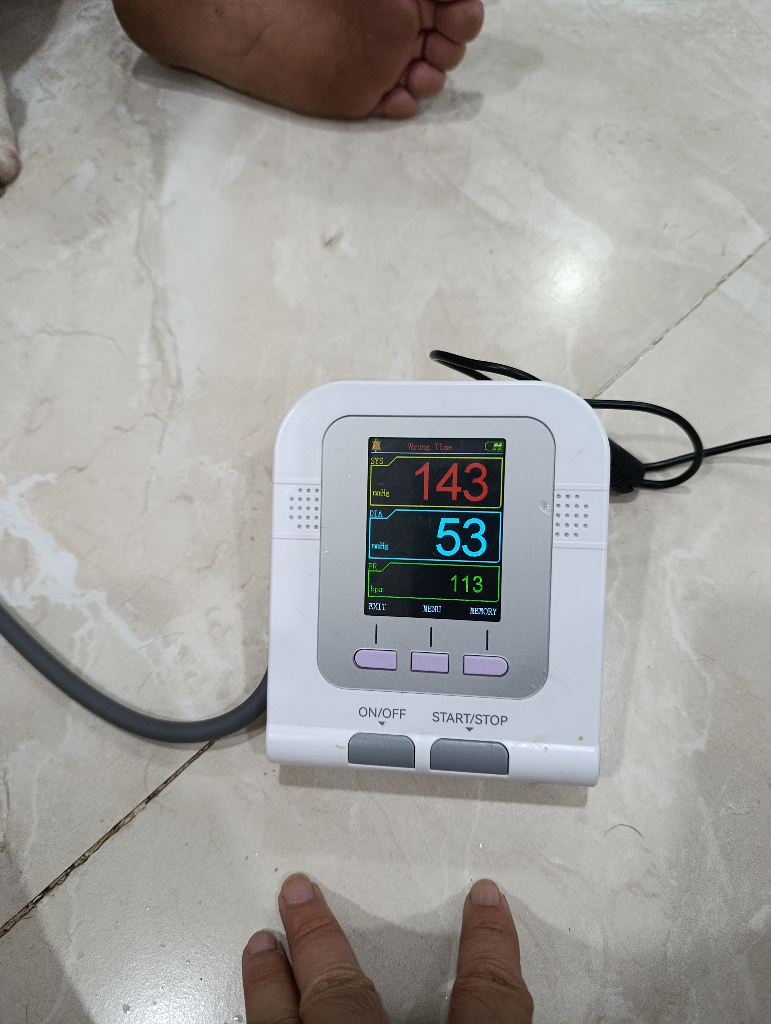 Wrong Time
SYS
mmHg
143
DIA
mmHg
53
PR
bpm
113
EXIT MENU MEMORY
ON/OFF START/STOP